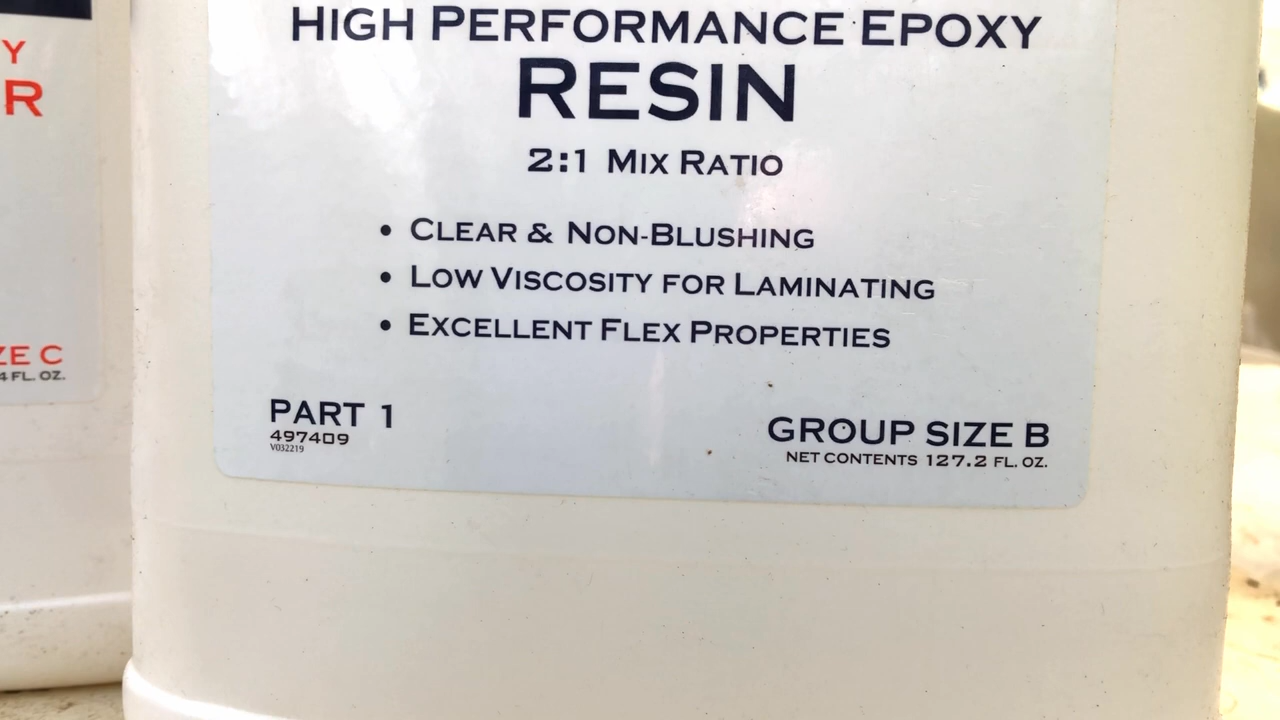 HIGH PERFORMANCE EPOXY
RESIN
2:1 MIX RATIO
• CLEAR & NON-BLUSHING
• LOW VISCOSITY FOR LAMINATING
• EXCELLENT FLEX PROPERTIES
PART 1
497409
V032219
GROUP SIZE B
NET CONTENTS 127.2 FL. OZ.
Y
R
ZE C
4 FL. OZ.